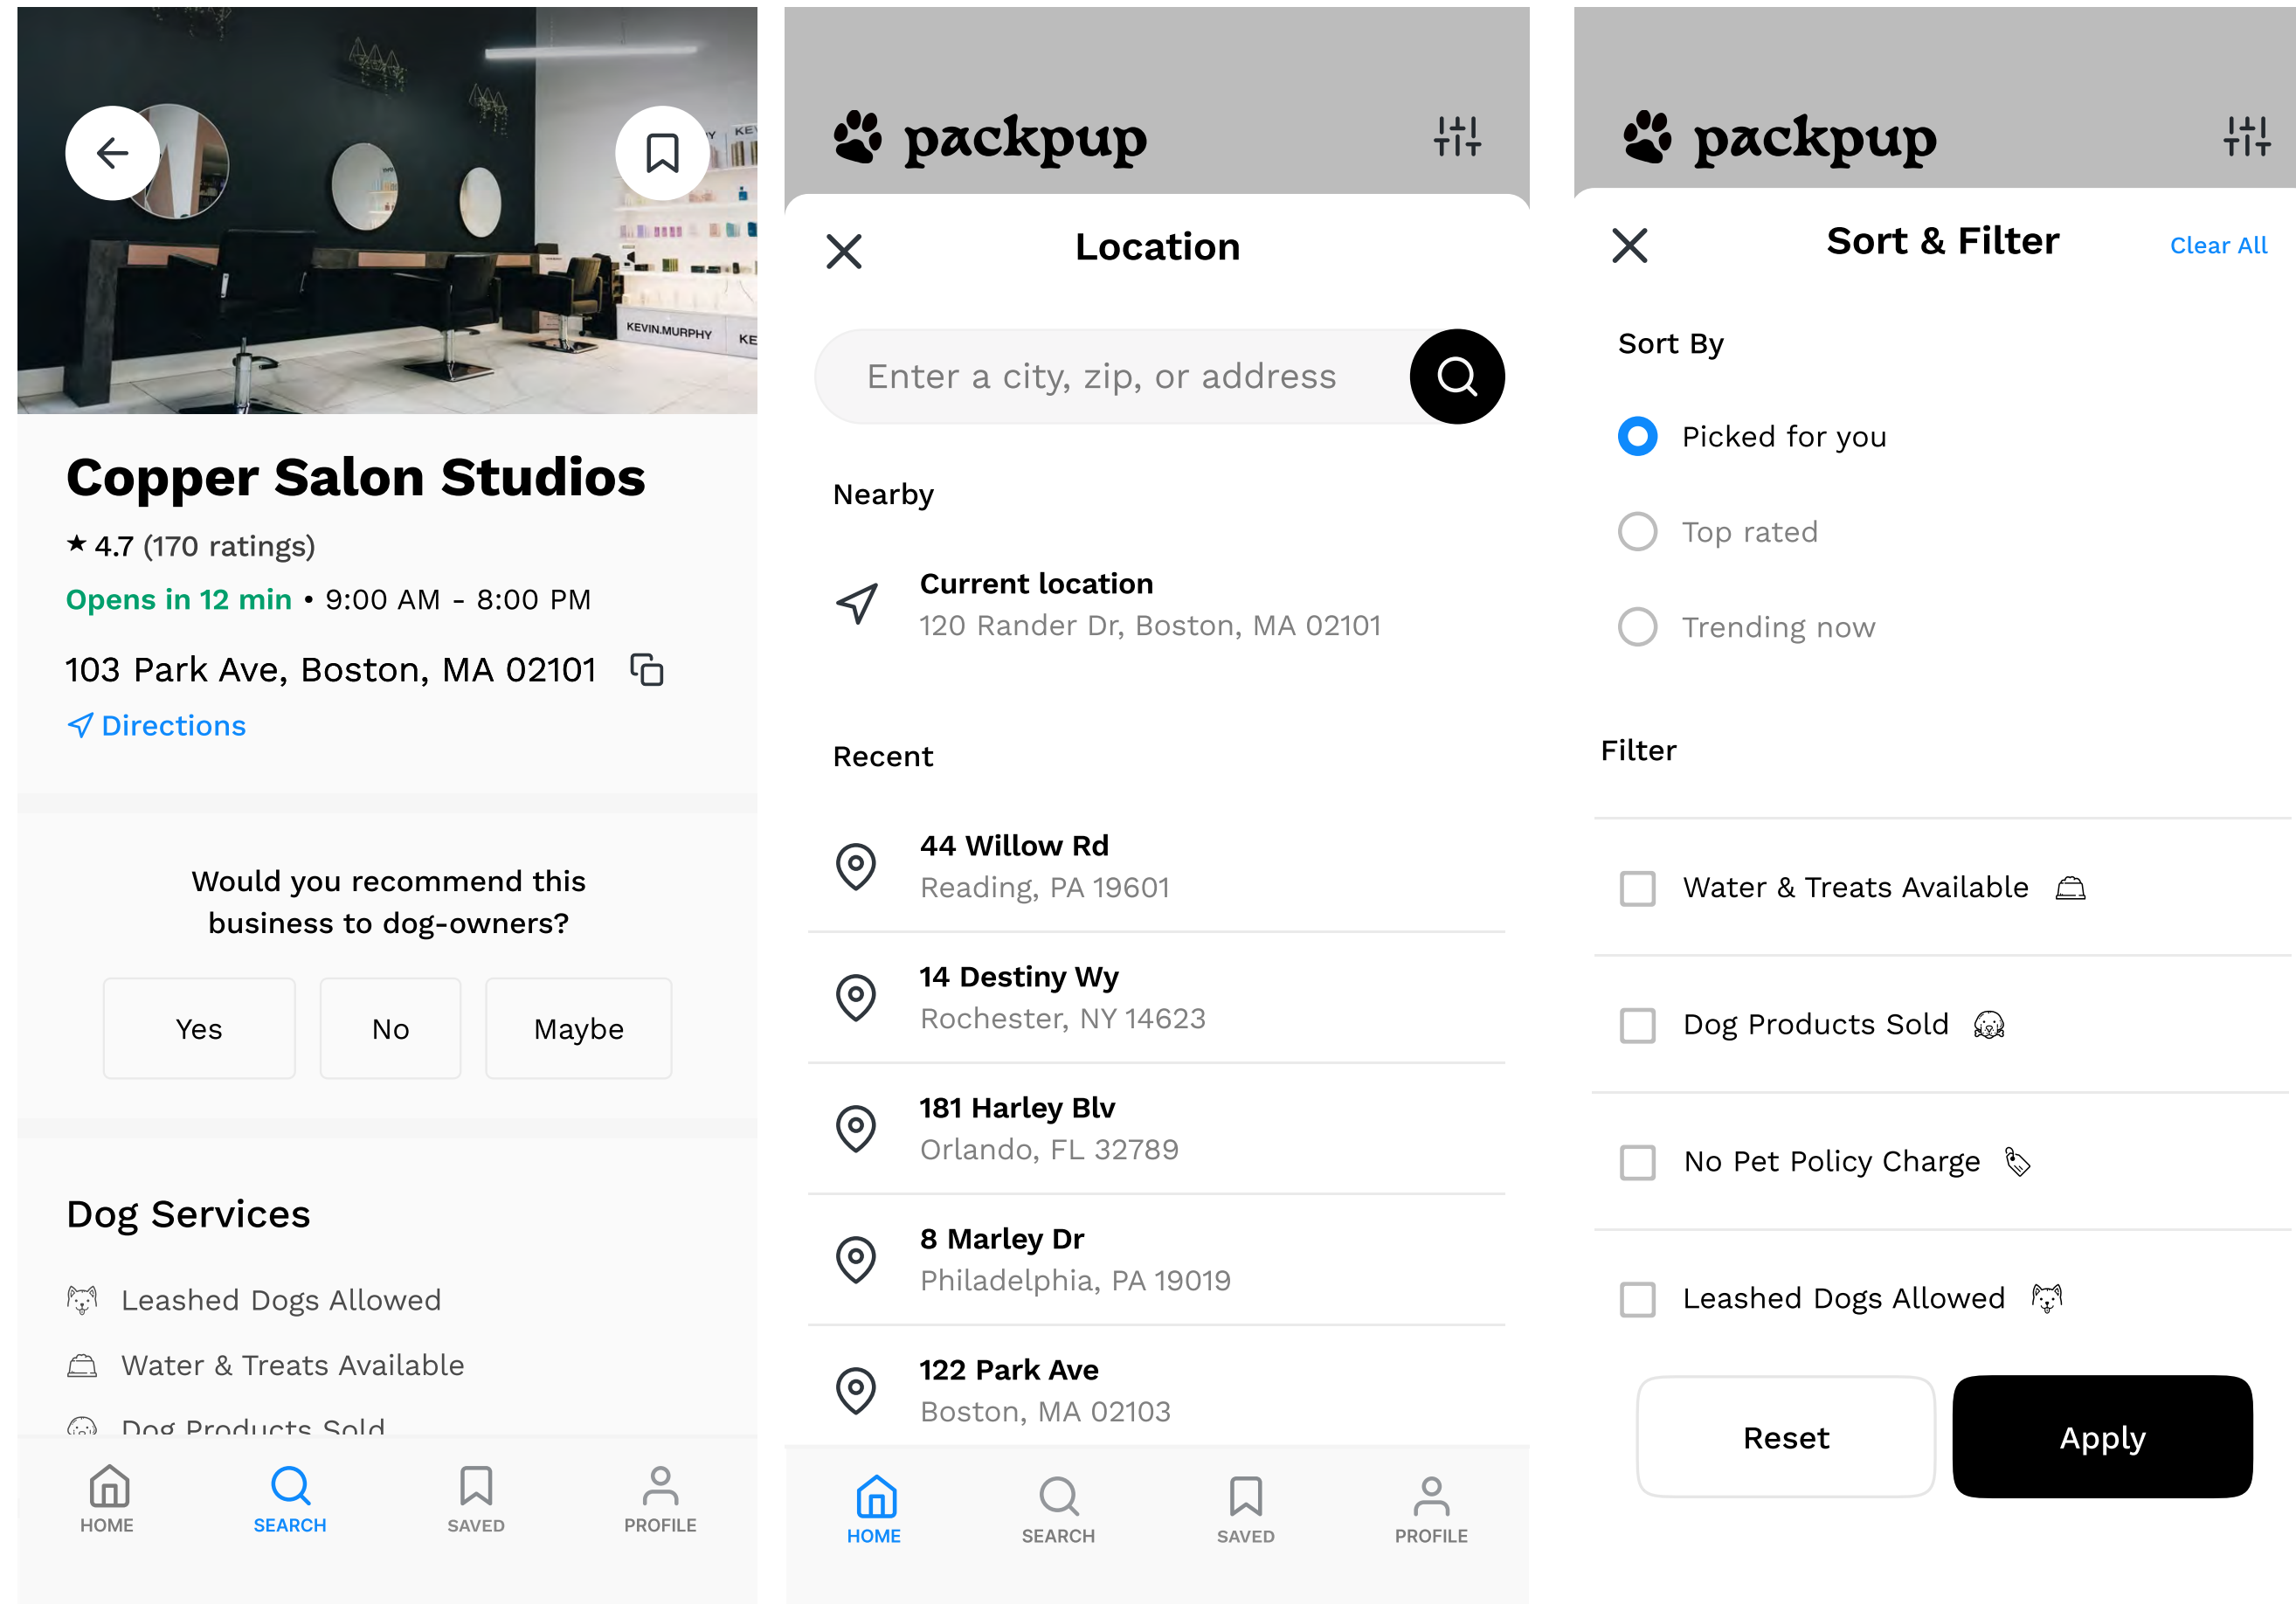 KEVIN.MURPHY
KE
Copper Salon Studios
★ 4.7 (170 ratings)
Opens in 12 min • 9:00 AM - 8:00 PM
103 Park Ave, Boston, MA 02101
Directions
Would you recommend this
business to dog-owners?
Yes
No
Maybe
Dog Services
Leashed Dogs Allowed
Water & Treats Available
Dog Products Sold
HOME
SEARCH
SAVED
PROFILE
packpup
Location
Enter a city, zip, or address
Nearby
Current location
120 Rander Dr, Boston, MA 02101
Recent
44 Willow Rd
Reading, PA 19601
14 Destiny Wy
Rochester, NY 14623
181 Harley Blv
Orlando, FL 32789
8 Marley Dr
Philadelphia, PA 19019
122 Park Ave
Boston, MA 02103
HOME
SEARCH
SAVED
PROFILE
packpup
Sort & Filter
Clear All
Sort By
Picked for you
Top rated
Trending now
Filter
Water & Treats Available
Dog Products Sold
No Pet Policy Charge
Leashed Dogs Allowed
Reset
Apply